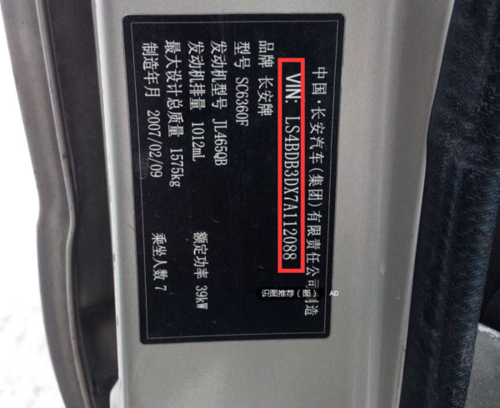 中国·长安汽车(集团)有限责任公司制造
VIN: LS4BDB3DX7A112088
品牌 长安牌
型号 SC6360F
发动机型号 JL465QB
发动机排量 1012mL 额定功率 39kW
最大设计总质量 1575kg
制造年月 2007/02/09 乘坐人数 7
AD